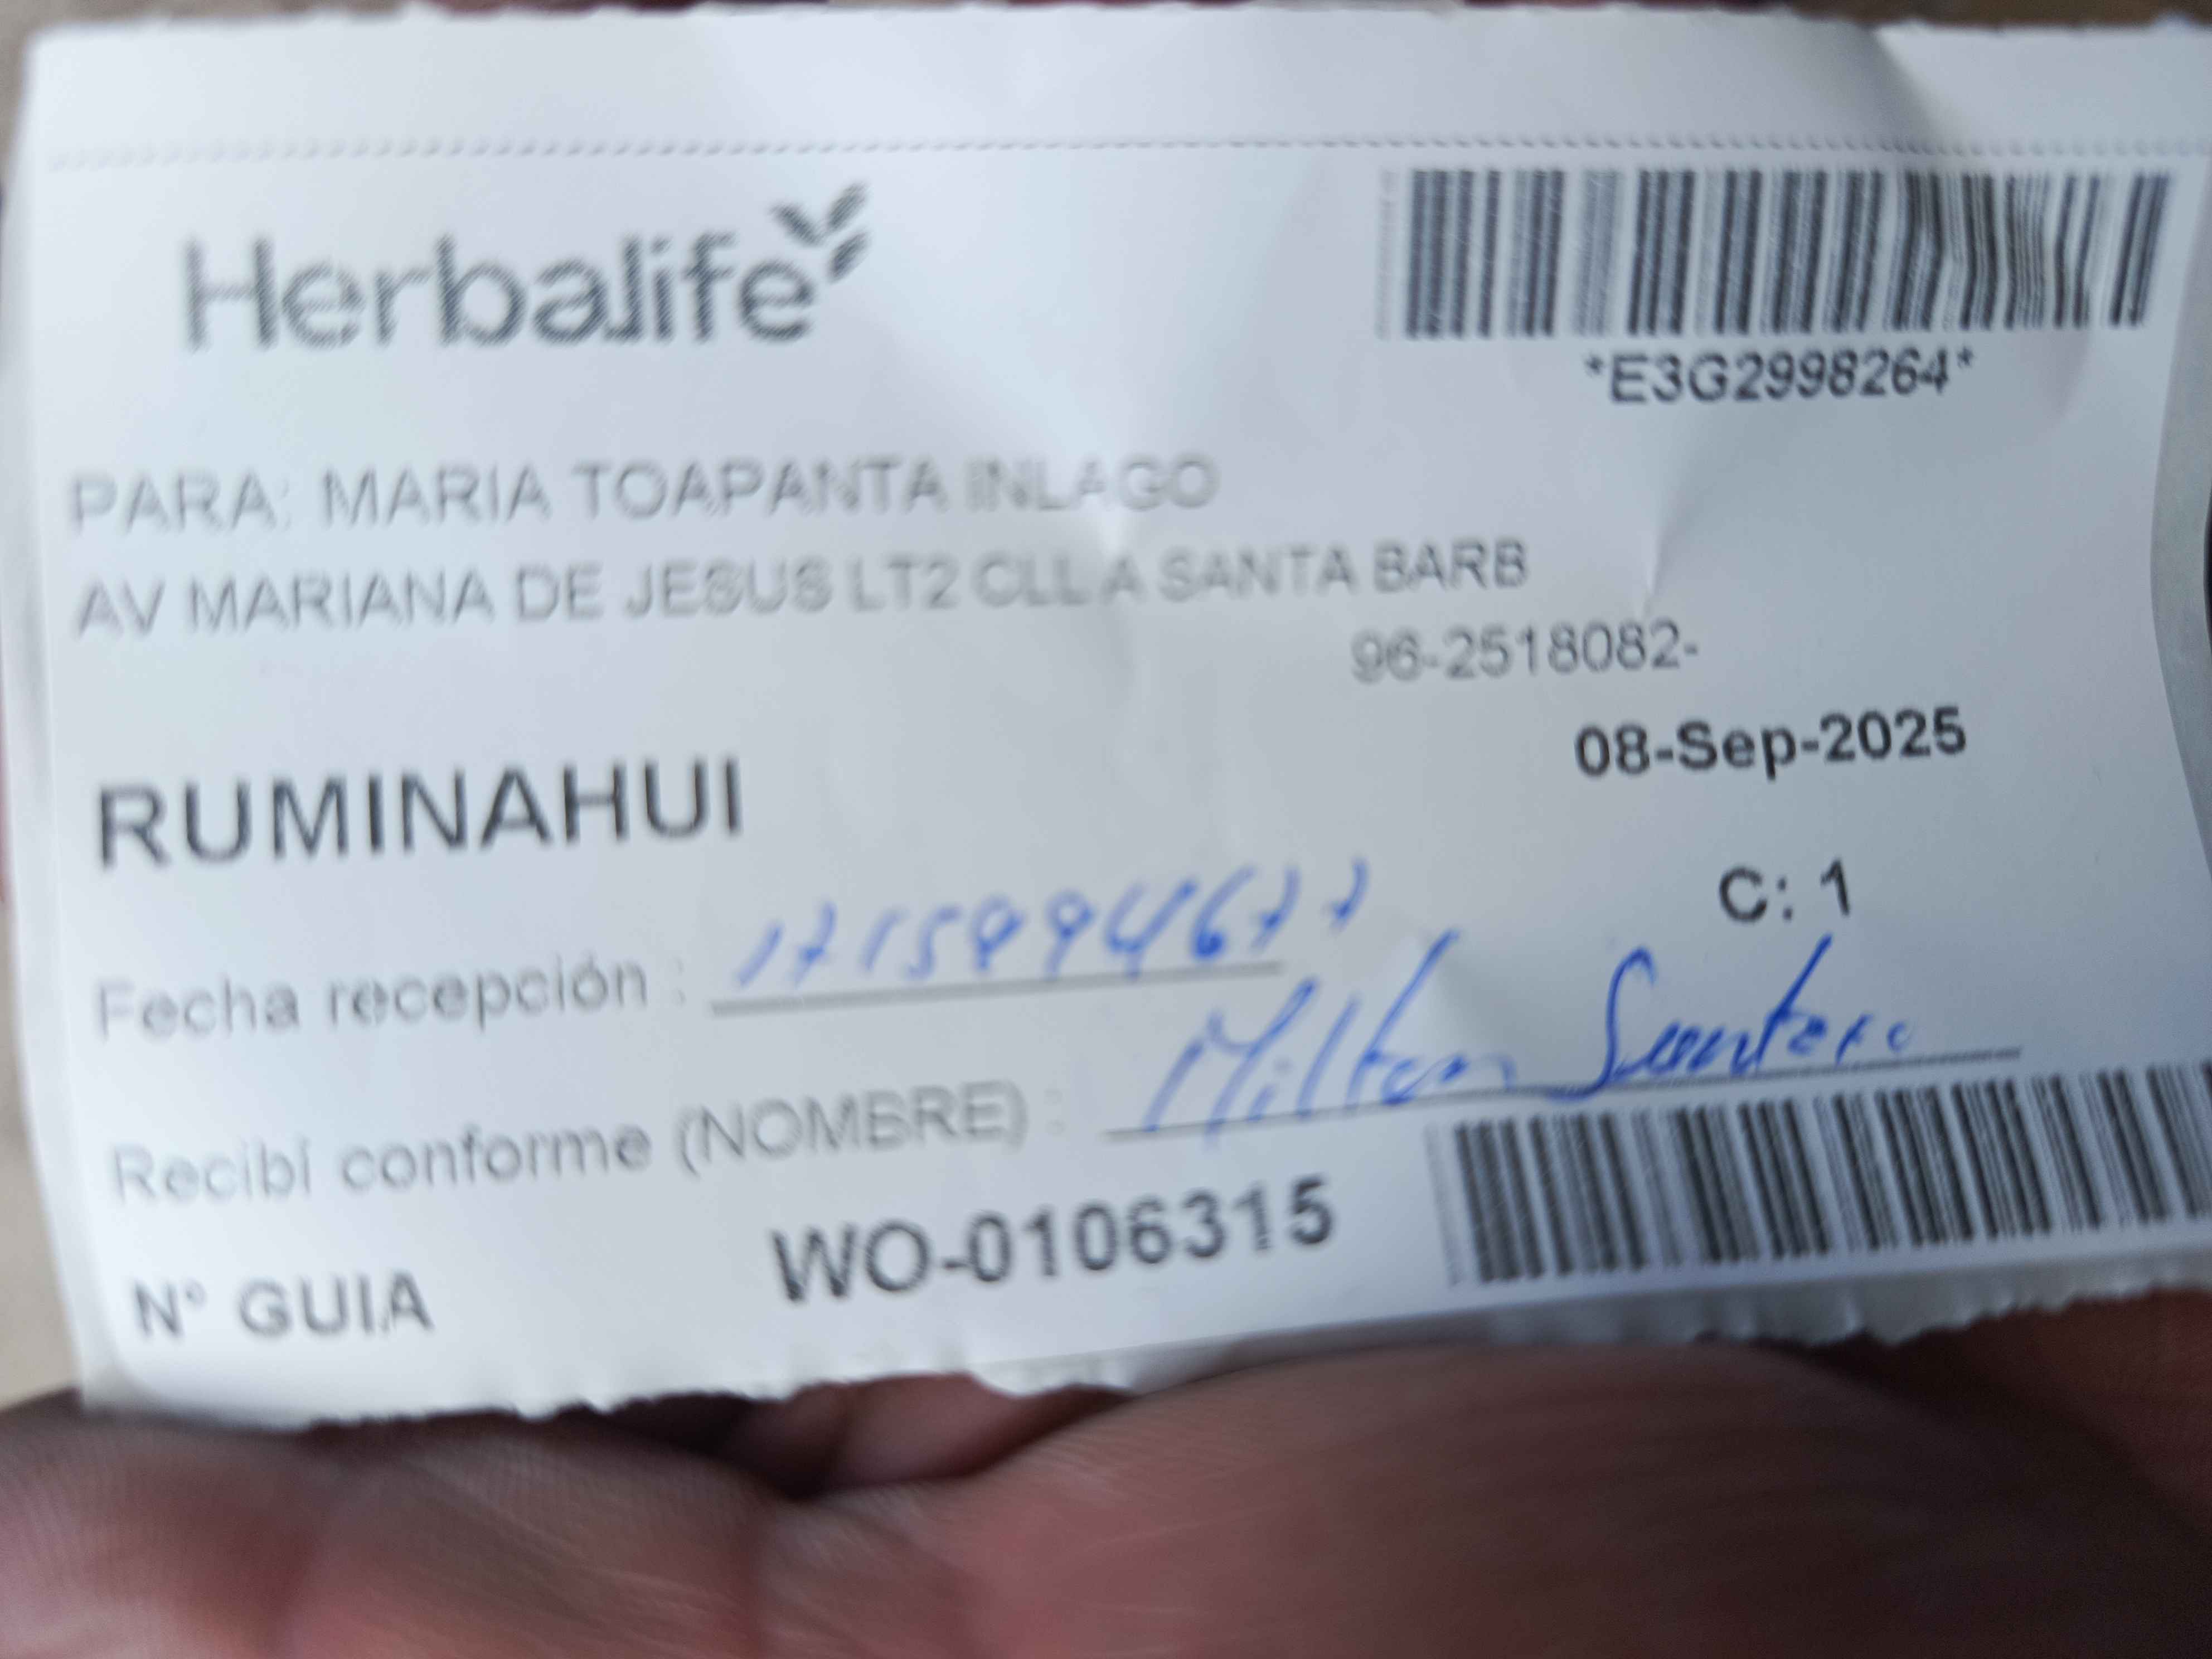 Herbalife
*E3G2998264*
PARA: MARIA TOAPANTA INLAGO
AV MARIANA DE JESUS LT2 CLL A SANTA BARB
96-2518082-
08-Sep-2025
RUMINAHUI
C: 1
Fecha recepción :
Recibí conforme (NOMBRE) : Milton
N° GUIA WO-0106315